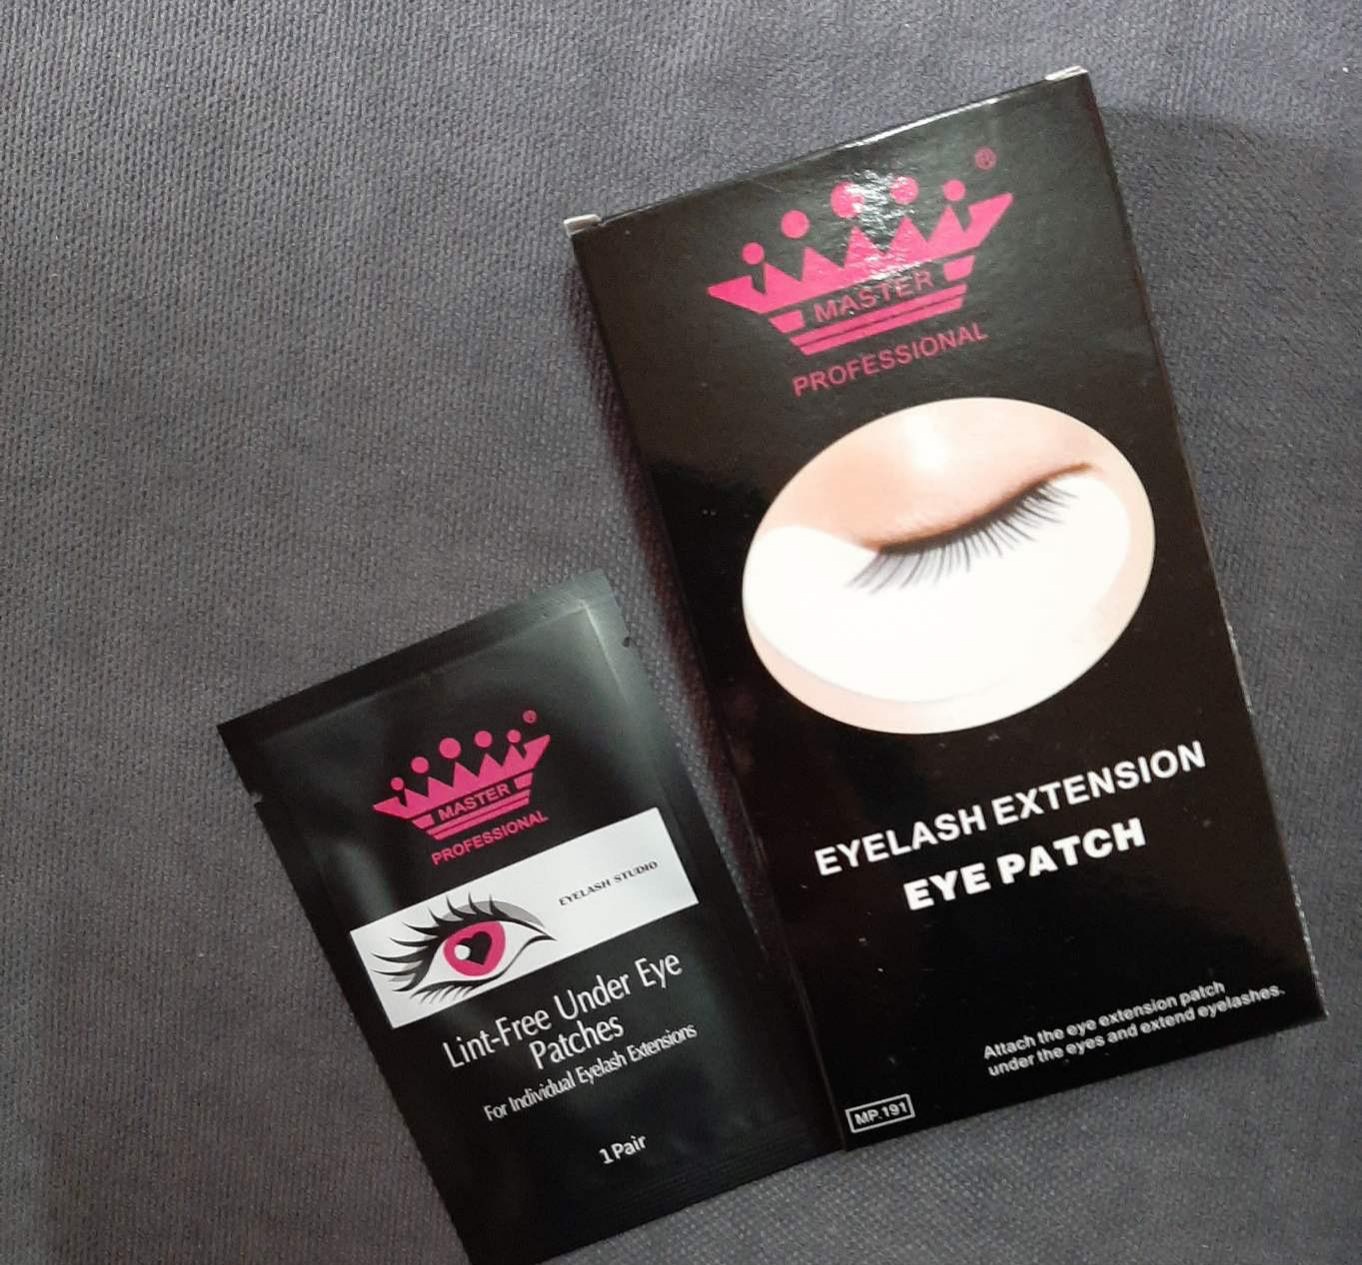 ®
MASTER
PROFESSIONAL
EYELASH EXTENSION
EYE PATCH
Attach the eye extension patch
under the eyes and extend eyelashes.
MP.191
®
MASTER
PROFESSIONAL
EYELASH STUDIO
Lint-Free Under Eye
Patches
For Individual Eyelash Extensions
1 Pair